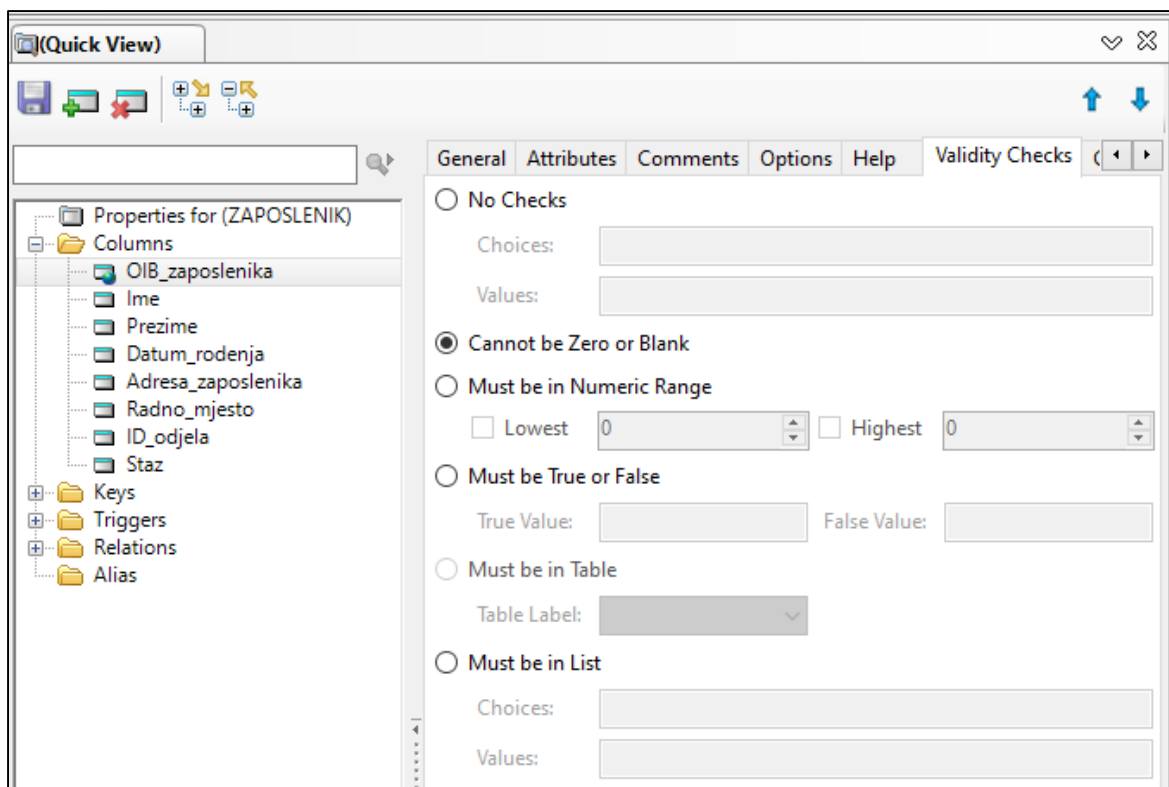 (Quick View)
General Attributes Comments Options Help Validity Checks
Properties for (ZAPOSLENIK)
Columns
OIB_zaposlenika
Ime
Prezime
Datum_rodenja
Adresa_zaposlenika
Radno_mjesto
ID_odjela
Staz
Keys
Triggers
Relations
Alias
No Checks
Choices:
Values:
Cannot be Zero or Blank
Must be in Numeric Range
Lowest 0 Highest 0
Must be True or False
True Value: False Value:
Must be in Table
Table Label:
Must be in List
Choices:
Values: